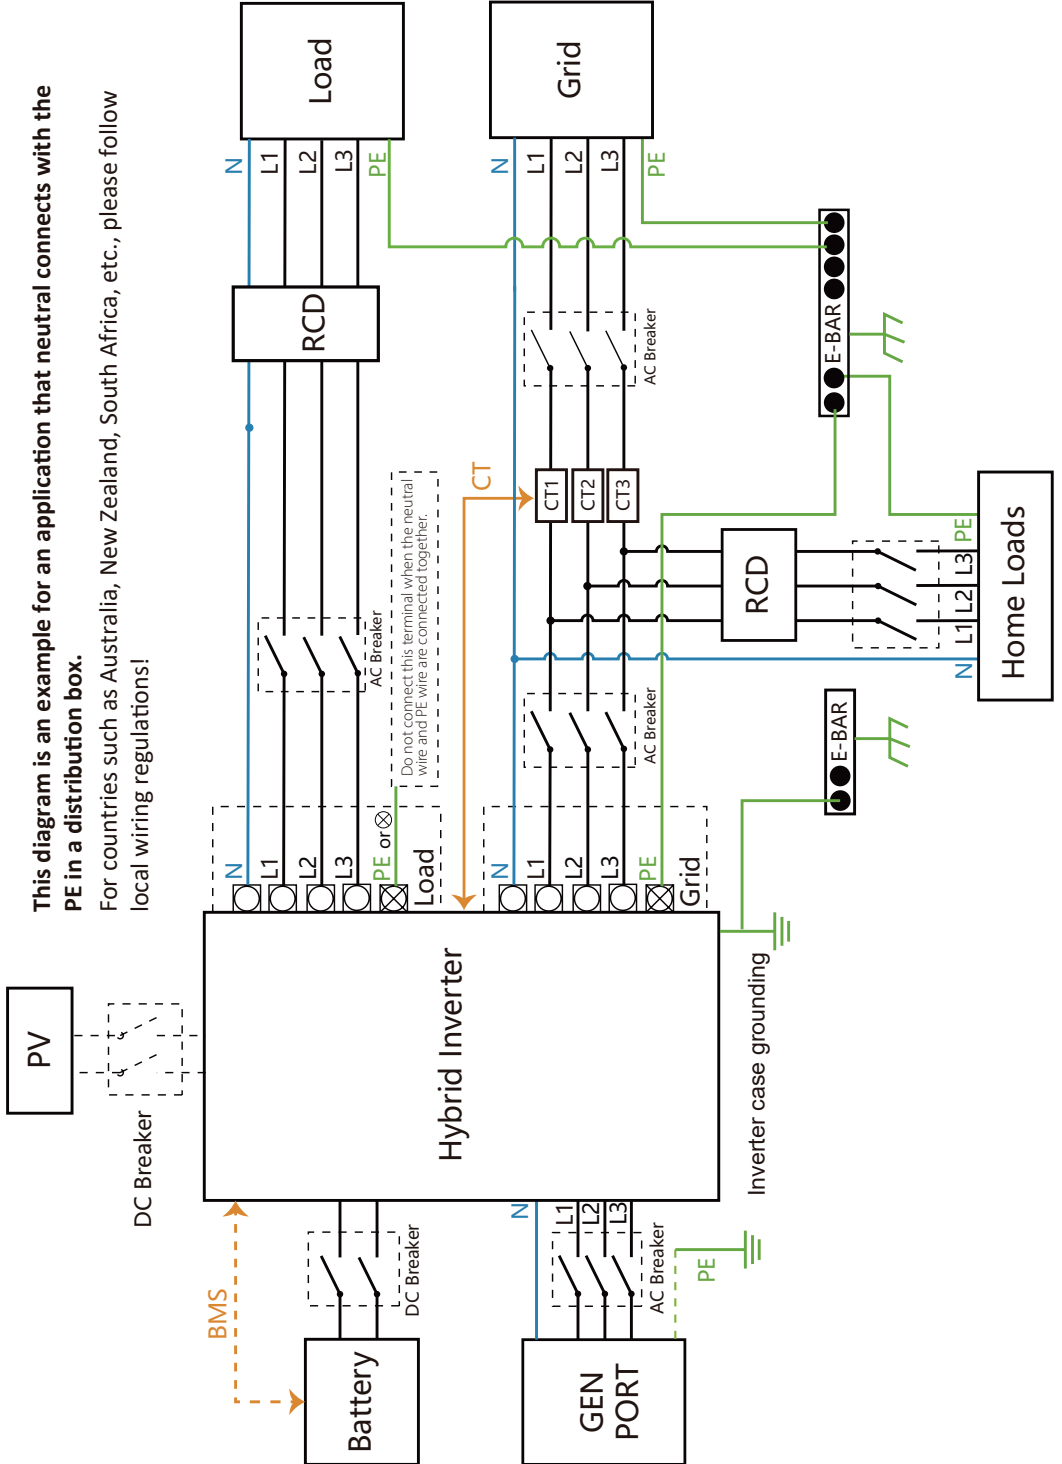 This diagram is an example for an application that neutral connects with the
PE in a distribution box.
For countries such as Australia, New Zealand, South Africa, etc., please follow
local wiring regulations!
PV
DC Breaker
BMS
Battery
DC Breaker
GEN
PORT
N
L1
L2
L3
AC Breaker
PE
Hybrid Inverter
Inverter case grounding
N
L1
L2
L3
PE or
Load
Do not connect this terminal when the neutral
wire and PE wire are connected together.
AC Breaker
RCD
N
L1
L2
L3
PE
Load
CT
N
L1
L2
L3
PE
Grid
AC Breaker
CT1
CT2
CT3
AC Breaker
N
L1
L2
L3
PE
Grid
RCD
N
L1
L2
L3
PE
Home Loads
E-BAR
E-BAR